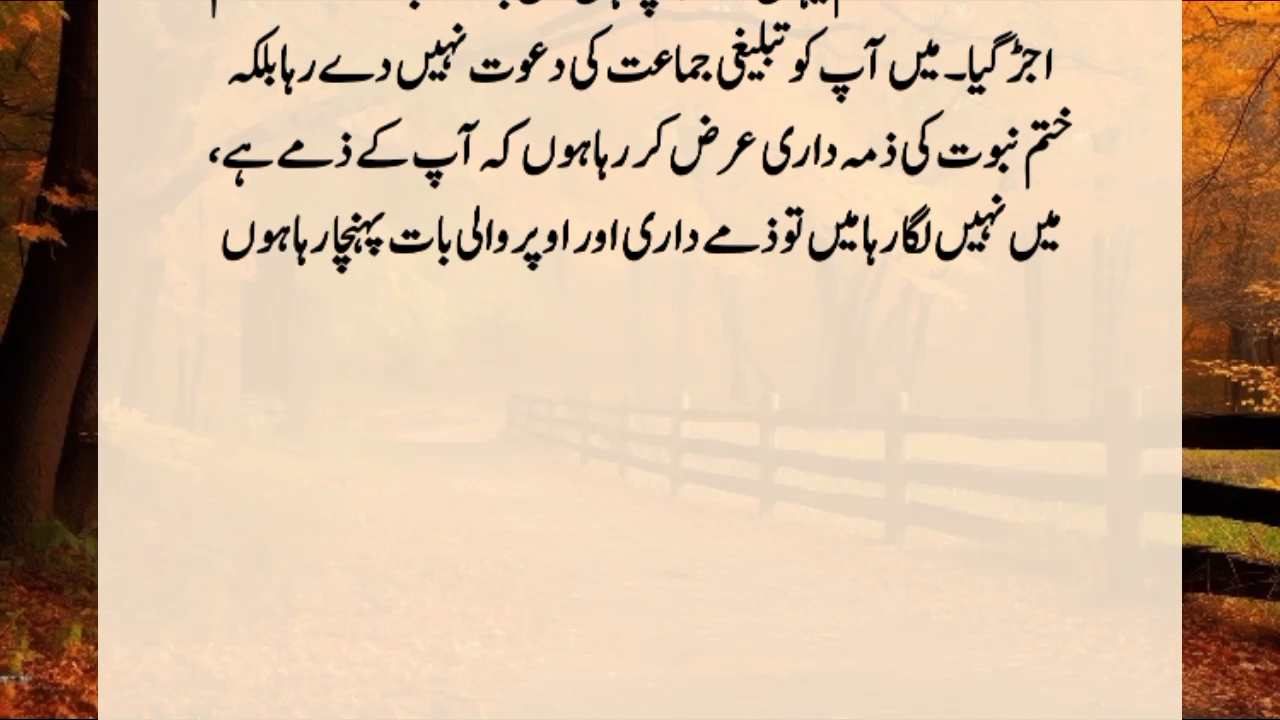 اجڑ گیا۔ میں آپ کو تبلیغی جماعت کی دعوت نہیں دے رہا بلکہ
ختم نبوت کی ذمہ داری عرض کر رہا ہوں کہ آپ کے ذمے ہے،
میں نہیں لگا رہا میں تو ذمے داری اور اوپر والی بات پہنچا رہا ہوں